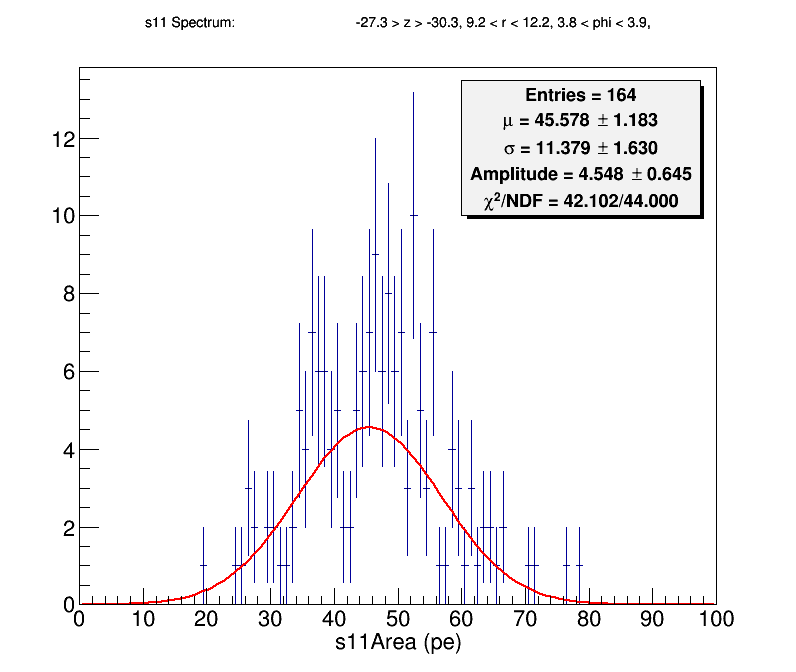 s11 Spectrum: -27.3 > z > -30.3, 9.2 < r < 12.2, 3.8 < phi < 3.9,
Entries = 164
μ = 45.578 ± 1.183
σ = 11.379 ± 1.630
Amplitude = 4.548 ± 0.645
χ²/NDF = 42.102/44.000
12
10
8
6
4
2
0
0 10 20 30 40 50 60 70 80 90 100
s11Area (pe)